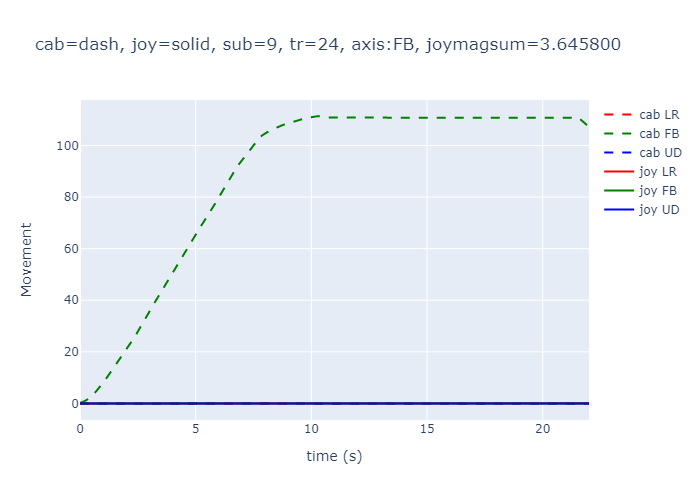 cab=dash, joy=solid, sub=9, tr=24, axis:FB, joymagsum=3.645800
cab LR
cab FB
cab UD
joy LR
joy FB
joy UD
Movement
100
80
60
40
20
0
0 5 10 15 20
time (s)